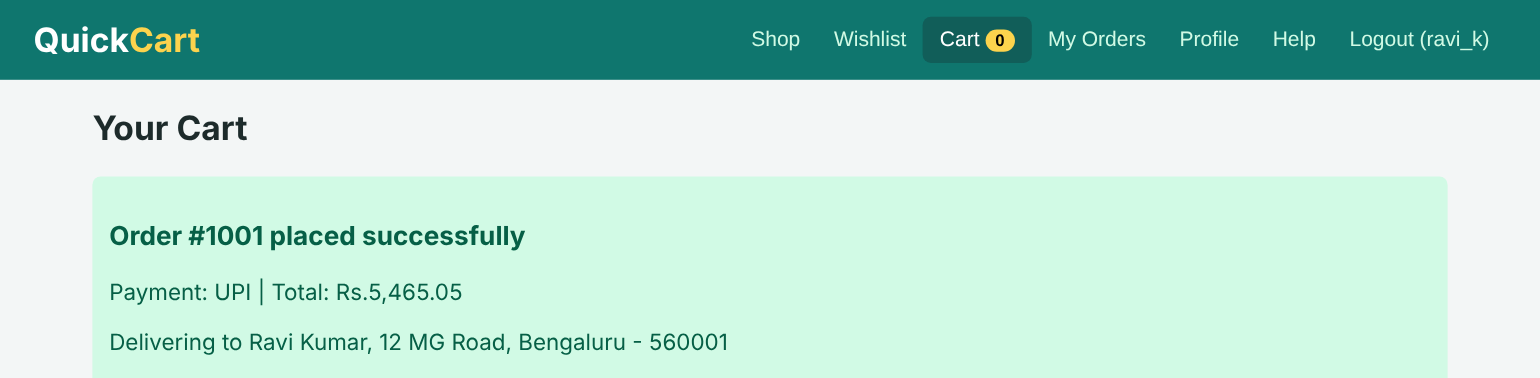 QuickCart
Shop Wishlist Cart 0 My Orders Profile Help Logout (ravi_k)
Your Cart
Order #1001 placed successfully
Payment: UPI | Total: Rs.5,465.05
Delivering to Ravi Kumar, 12 MG Road, Bengaluru - 560001